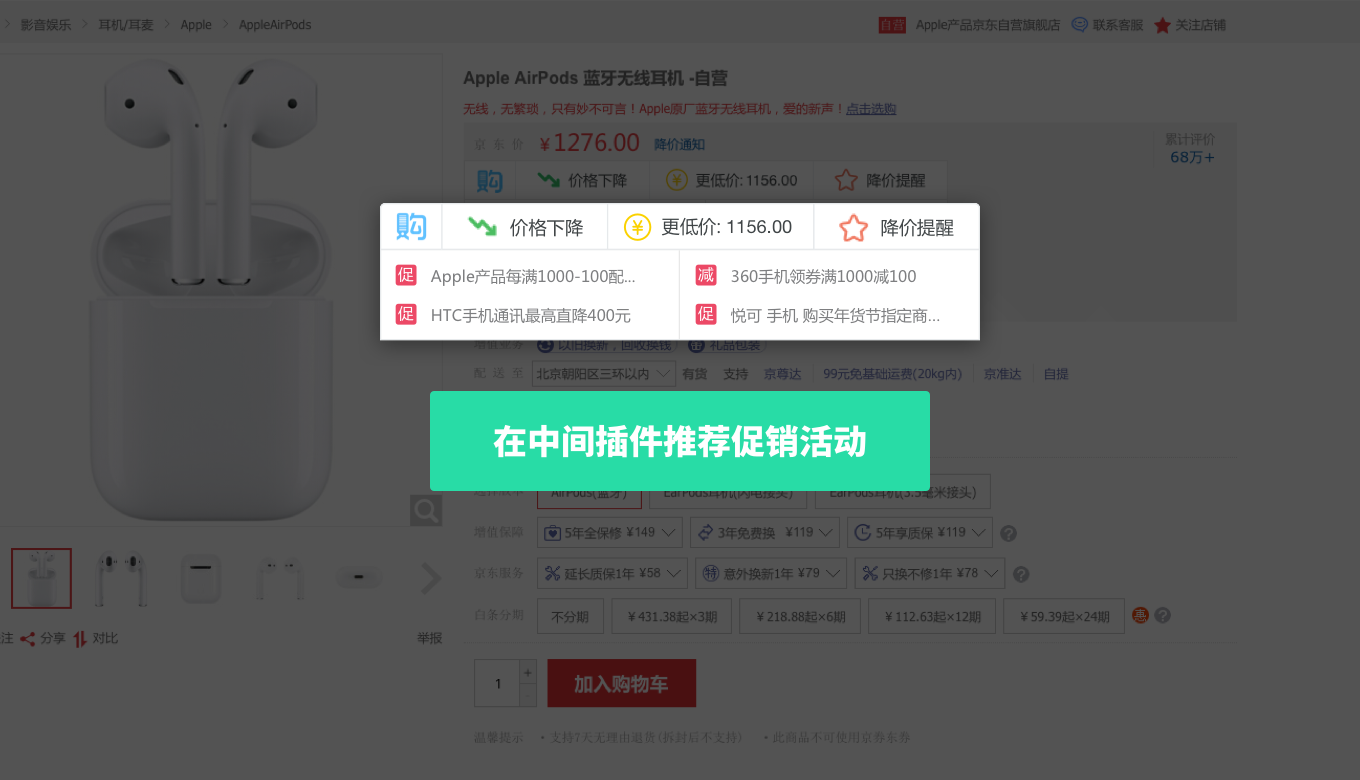 影音娱乐 > 耳机/耳麦 > Apple > AppleAirPods
自营 Apple产品京东自营旗舰店 联系客服 关注店铺
Apple AirPods 蓝牙无线耳机 -自营
无线，无繁琐，只有妙不可言！Apple原厂蓝牙无线耳机，爱的新声！点击选购
京东价 ￥1276.00 降价通知
累计评价
68万+
购 价格下降 ¥ 更低价: 1156.00 降价提醒
购 价格下降 ¥ 更低价: 1156.00 降价提醒
促 Apple产品每满1000-100配...
减 360手机领券满1000减100
促 HTC手机通讯最高直降400元
促 悦可 手机 购买年货节指定商...
增值业务 以旧换新，回收换钱 礼品包装
配送至 北京朝阳区三环以内 有货 支持 京尊达 99元免基础运费(20kg内) 京准达 自提
在中间插件推荐促销活动
AirPods(蓝牙) EarPods耳机(闪电接头) EarPods耳机(3.5毫米接头)
增值保障 5年全保修 ¥149 3年免费换 ¥119 5年享质保 ¥119 ?
京东服务 延长质保1年 ¥58 特 意外换新1年 ¥79 只换不修1年 ¥78 ?
白条分期 不分期 ￥431.38起×3期 ￥218.88起×6期 ￥112.63起×12期 ￥59.39起×24期 惠 ?
注 分享 对比 举报
1 + 加入购物车
温馨提示 •支持7天无理由退货(拆封后不支持) •此商品不可使用京券东券